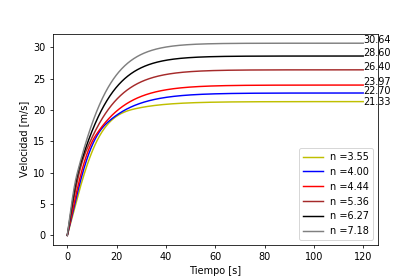 30.64
28.60
26.40
23.97
22.70
21.33
30
25
20
15
10
5
0
Velocidad [m/s]
n =3.55
n =4.00
n =4.44
n =5.36
n =6.27
n =7.18
0 20 40 60 80 100 120
Tiempo [s]